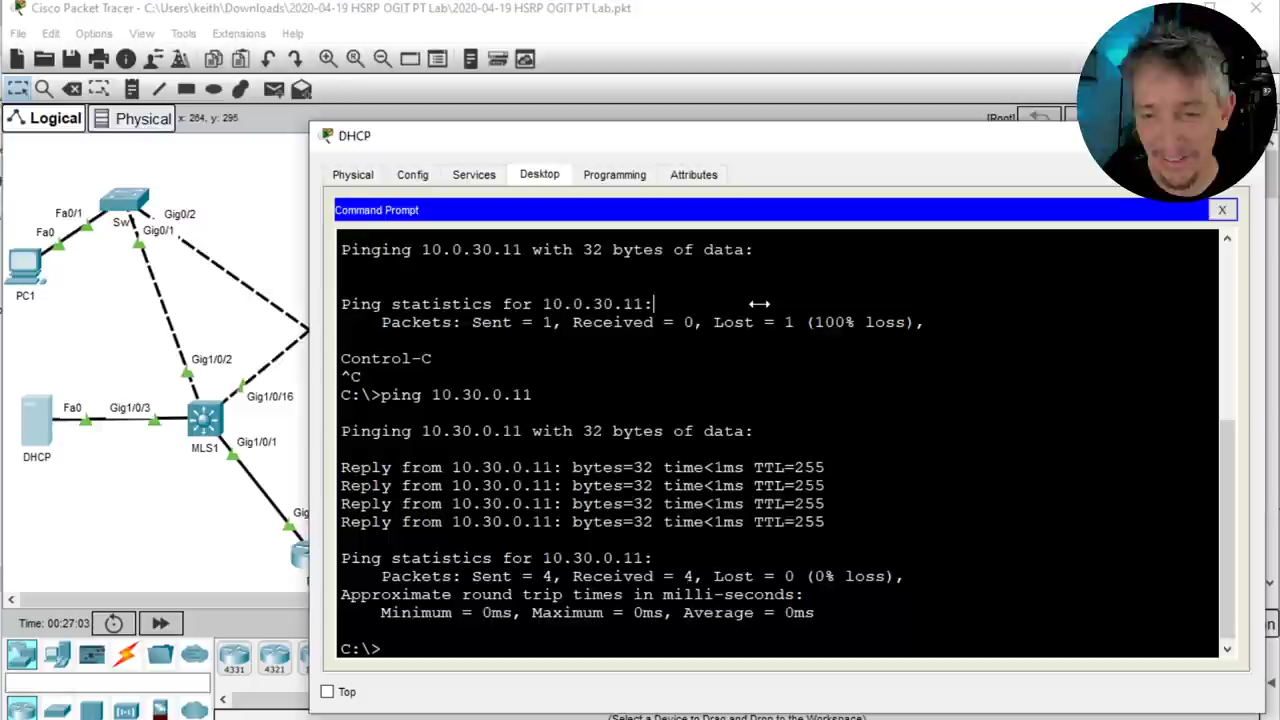 Cisco Packet Tracer - C:\Users\keith\Downloads\2020-04-19 HSRP OGIT PT Lab\2020-04-19 HSRP OGIT PT Lab.pkt
File Edit Options View Tools Extensions Help
Logical Physical x: 264, y: 295
[Root]
DHCP
Physical Config Services Desktop Programming Attributes
Command Prompt
X
Pinging 10.0.30.11 with 32 bytes of data:
Ping statistics for 10.0.30.11:
Packets: Sent = 1, Received = 0, Lost = 1 (100% loss),
Control-C
^C
C:\>ping 10.30.0.11
Pinging 10.30.0.11 with 32 bytes of data:
Reply from 10.30.0.11: bytes=32 time<1ms TTL=255
Reply from 10.30.0.11: bytes=32 time<1ms TTL=255
Reply from 10.30.0.11: bytes=32 time<1ms TTL=255
Reply from 10.30.0.11: bytes=32 time<1ms TTL=255
Ping statistics for 10.30.0.11:
Packets: Sent = 4, Received = 4, Lost = 0 (0% loss),
Approximate round trip times in milli-seconds:
Minimum = 0ms, Maximum = 0ms, Average = 0ms
C:\>
Top
Fa0/1
Gig0/2
Sw
Fa0
Gig0/1
PC1
Gig1/0/2
Gig1/0/16
Fa0
Gig1/0/3
DHCP
MLS1
Gig1/0/1
Time: 00:27:03
4331
4321
(Select a Device to Drag and Drop to the Workspace)